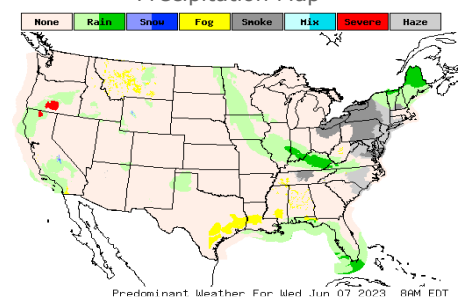 Precipitation Map
None Rain Snow Fog Smoke Mix Severe Haze
Predominant Weather For Wed Jun 07 2023 8AM EDT